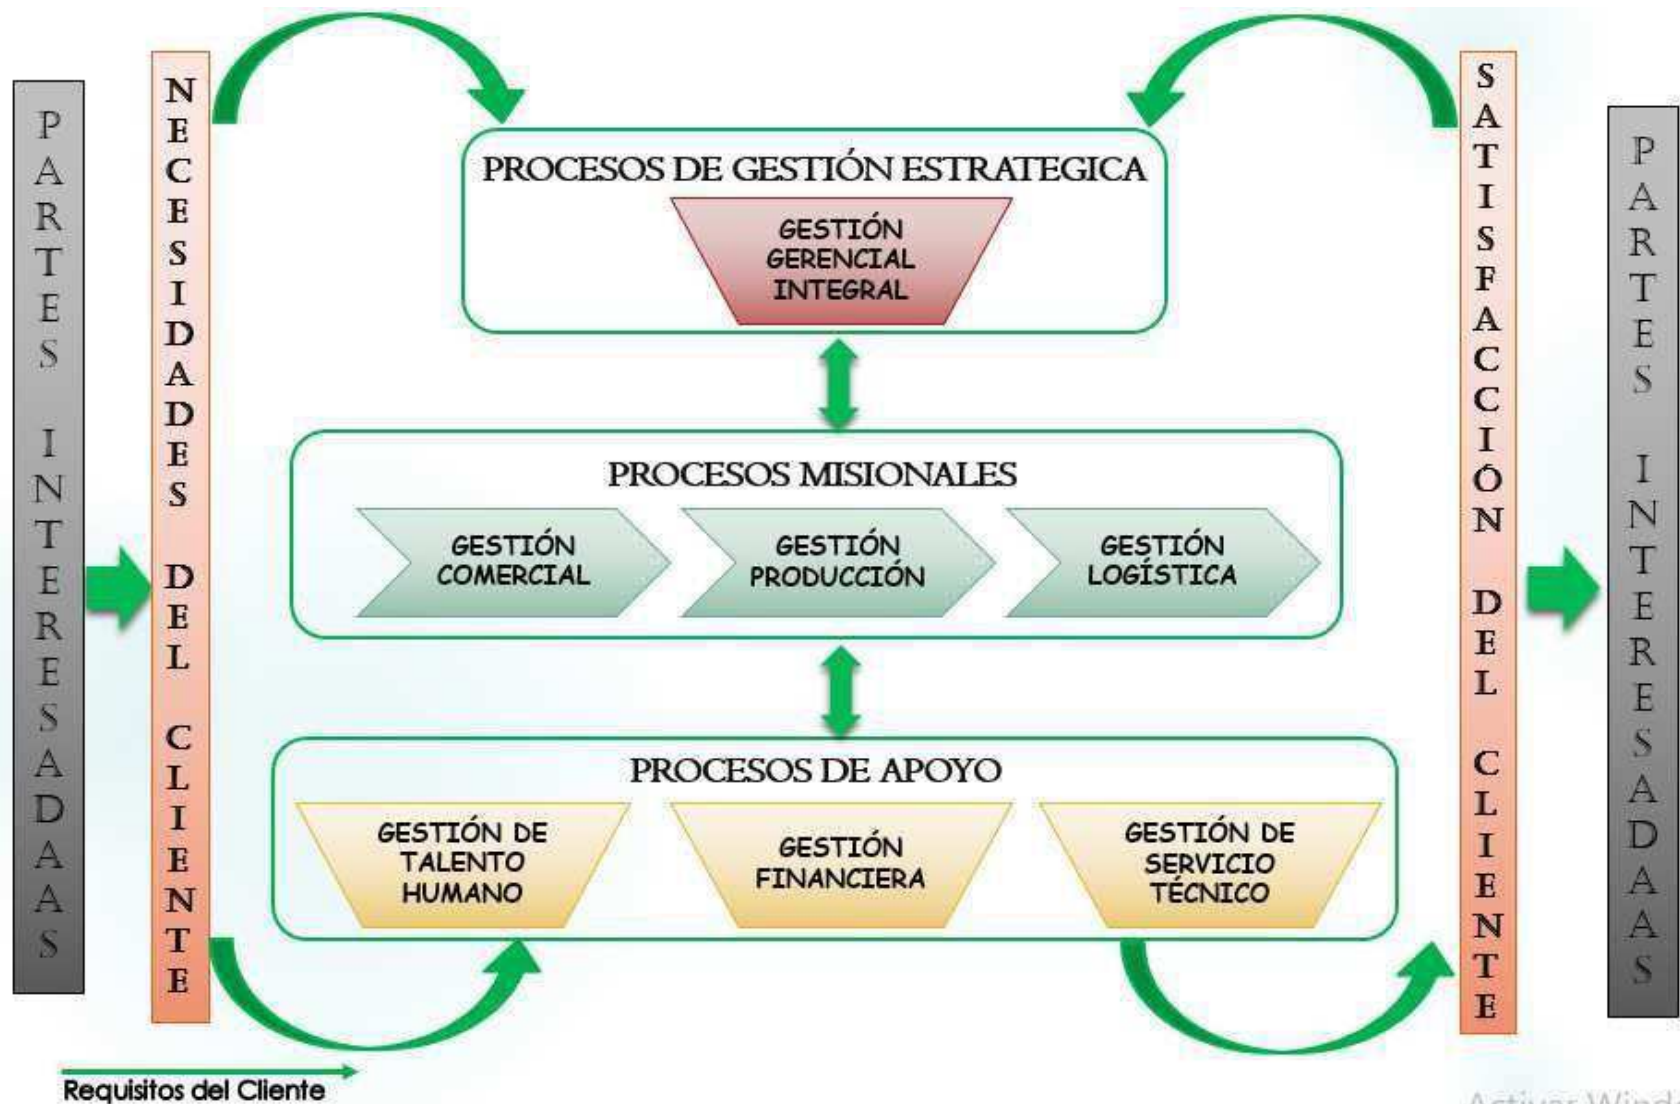 PARTES INTERESADAAS
NECESIDADES DEL CLIENTE
PROCESOS DE GESTIÓN ESTRATEGICA
GESTIÓN
GERENCIAL
INTEGRAL
PROCESOS MISIONALES
GESTIÓN
COMERCIAL
GESTIÓN
PRODUCCIÓN
GESTIÓN
LOGÍSTICA
PROCESOS DE APOYO
GESTIÓN DE
TALENTO
HUMANO
GESTIÓN
FINANCIERA
GESTIÓN DE
SERVICIO
TÉCNICO
SATISFACCIÓN DEL CLIENTE
PARTES INTERESADAAS
Requisitos del Cliente